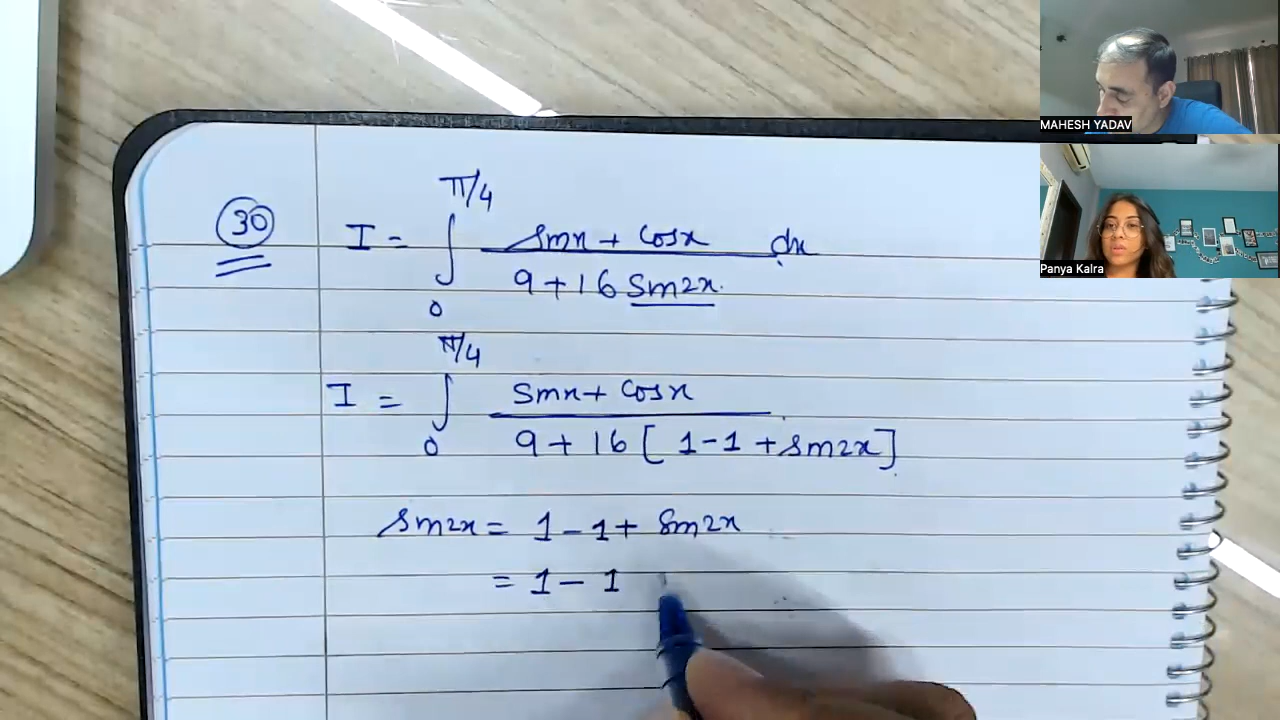 MAHESH YADAV
Panya Kalra
30
I = ∫ 0 π/4 sinx + cosx / 9 + 16 sin2x dx
I = ∫ 0 π/4 sinx + cosx / 9 + 16 [ 1 - 1 + sin2x ]
sin2x = 1 - 1 + sin2x
= 1 - 1